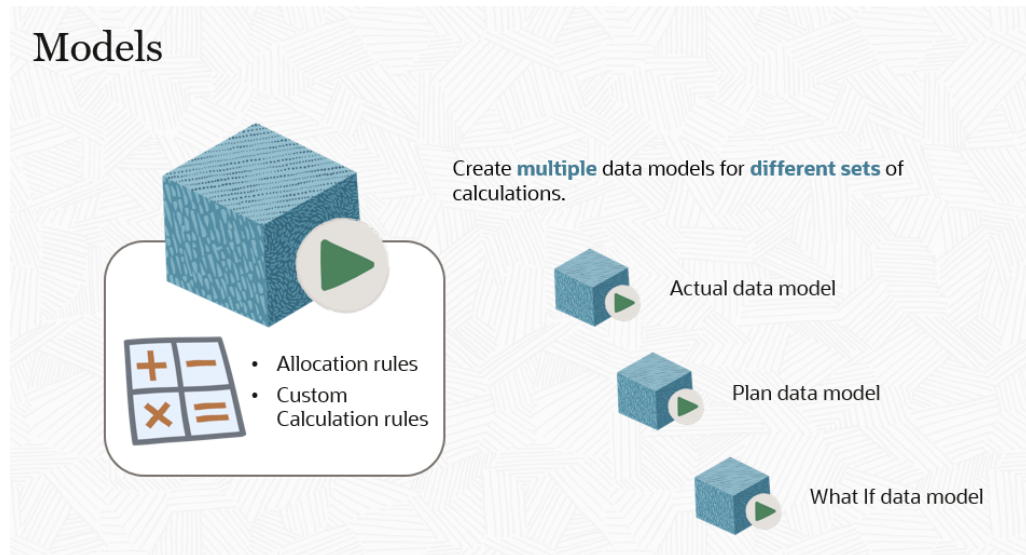 Models
Create multiple data models for different sets of
calculations.
• Allocation rules
• Custom
Calculation rules
Actual data model
Plan data model
What If data model